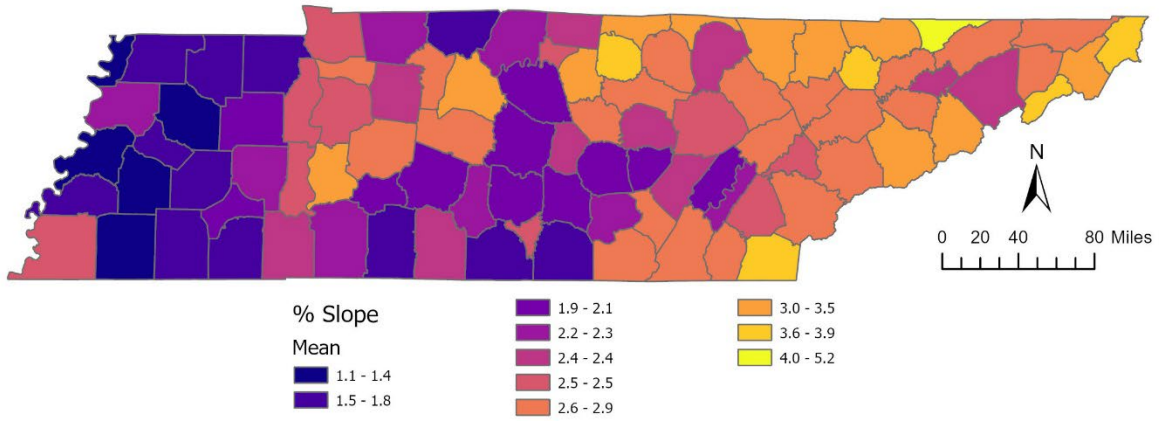 N
0 20 40 80 Miles
% Slope
Mean
1.1 - 1.4
1.5 - 1.8
1.9 - 2.1
2.2 - 2.3
2.4 - 2.4
2.5 - 2.5
2.6 - 2.9
3.0 - 3.5
3.6 - 3.9
4.0 - 5.2